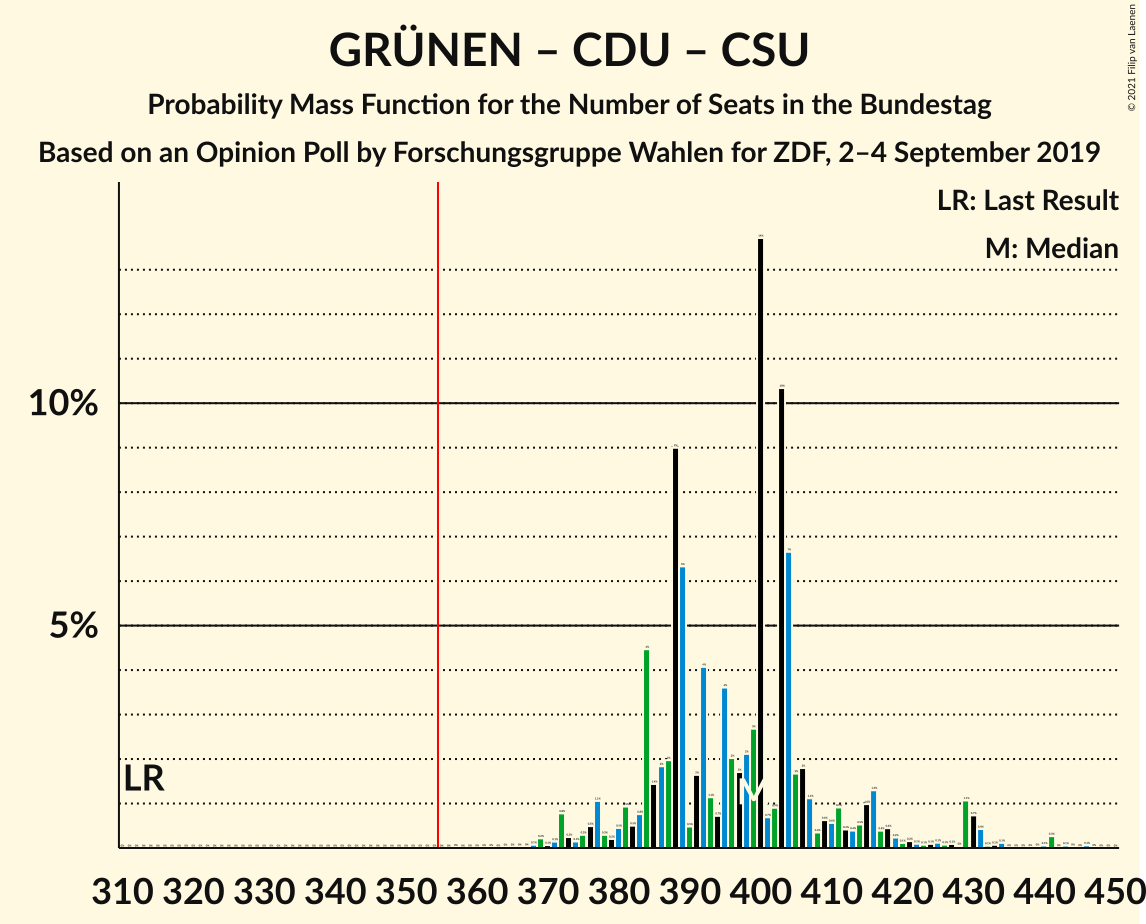 GRÜNEN – CDU – CSU
Probability Mass Function for the Number of Seats in the Bundestag
Based on an Opinion Poll by Forschungsgruppe Wahlen for ZDF, 2–4 September 2019
© 2021 Filip van Laenen
LR: Last Result
M: Median
10%
5%
LR
M
310 320 330 340 350 360 370 380 390 400 410 420 430 440 450